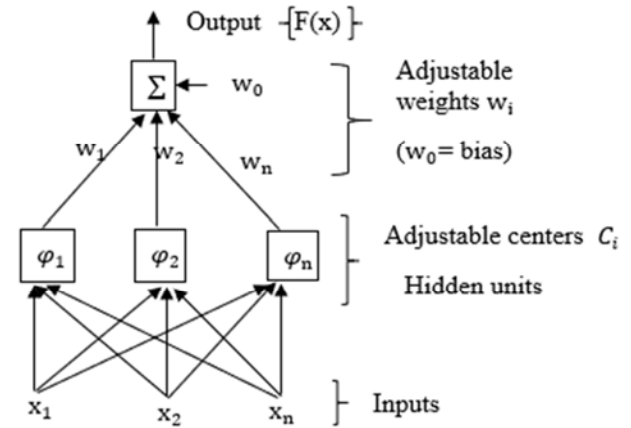 Output {F(x)}
Σ w₀
Adjustable
weights wᵢ
(w₀= bias)
w₁ w₂ wₙ
φ₁ φ₂ φₙ
Adjustable centers Cᵢ
Hidden units
x₁ x₂ xₙ
Inputs